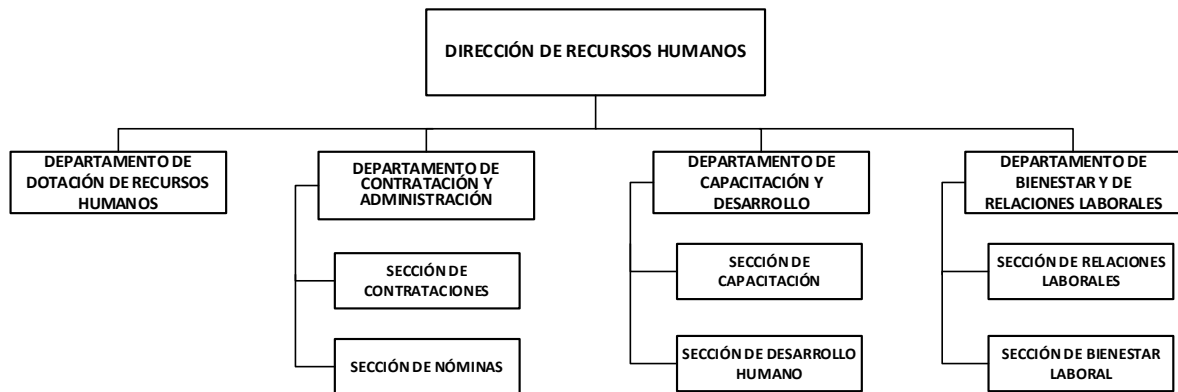 DIRECCIÓN DE RECURSOS HUMANOS
DEPARTAMENTO DE
DOTACIÓN DE RECURSOS
HUMANOS
DEPARTAMENTO DE
CONTRATACIÓN Y
ADMINISTRACIÓN
DEPARTAMENTO DE
CAPACITACIÓN Y
DESARROLLO
DEPARTAMENTO DE
BIENESTAR Y DE
RELACIONES LABORALES
SECCIÓN DE
CONTRATACIONES
SECCIÓN DE
CAPACITACIÓN
SECCIÓN DE RELACIONES
LABORALES
SECCIÓN DE NÓMINAS
SECCIÓN DE DESARROLLO
HUMANO
SECCIÓN DE BIENESTAR
LABORAL